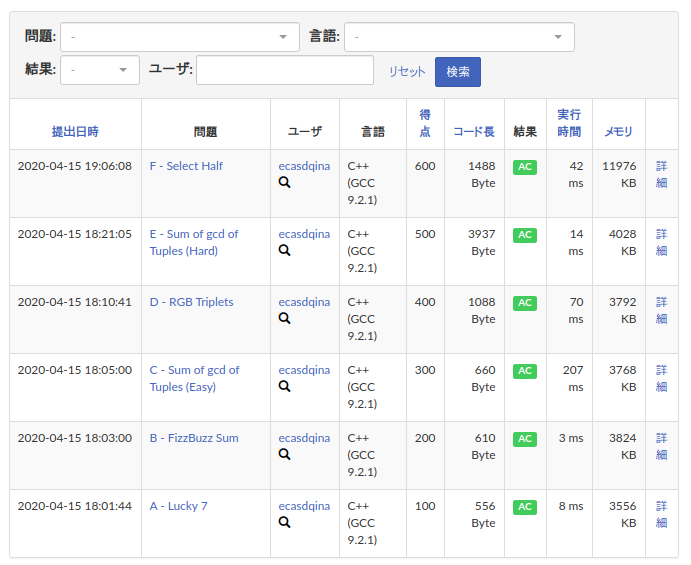 問題: - 言語: -
結果: - ユーザ: リセット 検索
提出日時 問題 ユーザ 言語 得点 コード長 結果 実行時間 メモリ
2020-04-15 19:06:08 F - Select Half ecasdqina C++ (GCC 9.2.1) 600 1488 Byte AC 42 ms 11976 KB 詳細
2020-04-15 18:21:05 E - Sum of gcd of Tuples (Hard) ecasdqina C++ (GCC 9.2.1) 500 3937 Byte AC 14 ms 4028 KB 詳細
2020-04-15 18:10:41 D - RGB Triplets ecasdqina C++ (GCC 9.2.1) 400 1088 Byte AC 70 ms 3792 KB 詳細
2020-04-15 18:05:00 C - Sum of gcd of Tuples (Easy) ecasdqina C++ (GCC 9.2.1) 300 660 Byte AC 207 ms 3768 KB 詳細
2020-04-15 18:03:00 B - FizzBuzz Sum ecasdqina C++ (GCC 9.2.1) 200 610 Byte AC 3 ms 3824 KB 詳細
2020-04-15 18:01:44 A - Lucky 7 ecasdqina C++ (GCC 9.2.1) 100 556 Byte AC 8 ms 3556 KB 詳細